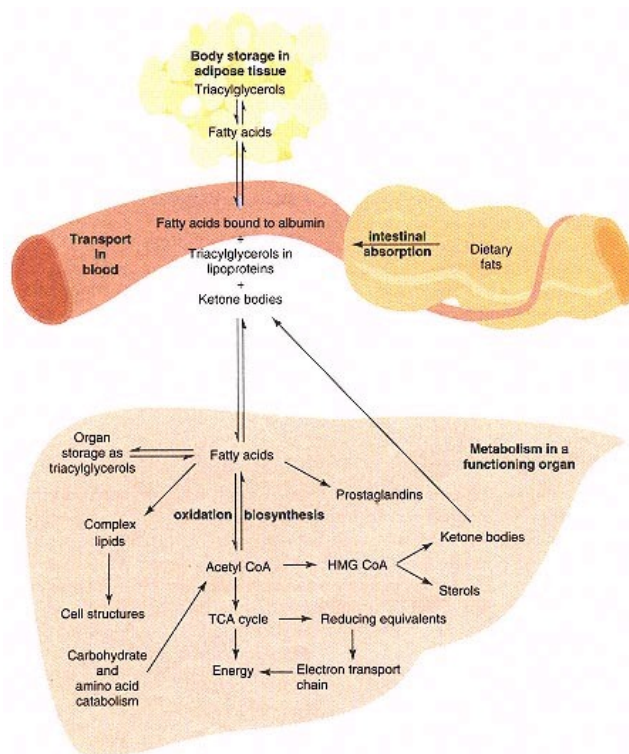 Body storage in
adipose tissue
Triacylglycerols
Fatty acids
Transport
in
blood
Fatty acids bound to albumin
+
Triacylglycerols in
lipoproteins
+
Ketone bodies
intestinal
absorption
Dietary
fats
Metabolism in a
functioning organ
Organ
storage as
triacylglycerols
Fatty acids
Prostaglandins
oxidation
biosynthesis
Complex
lipids
Ketone bodies
Acetyl CoA
HMG CoA
Sterols
Cell structures
TCA cycle
Reducing equivalents
Carbohydrate
and
amino acid
catabolism
Energy
Electron transport
chain